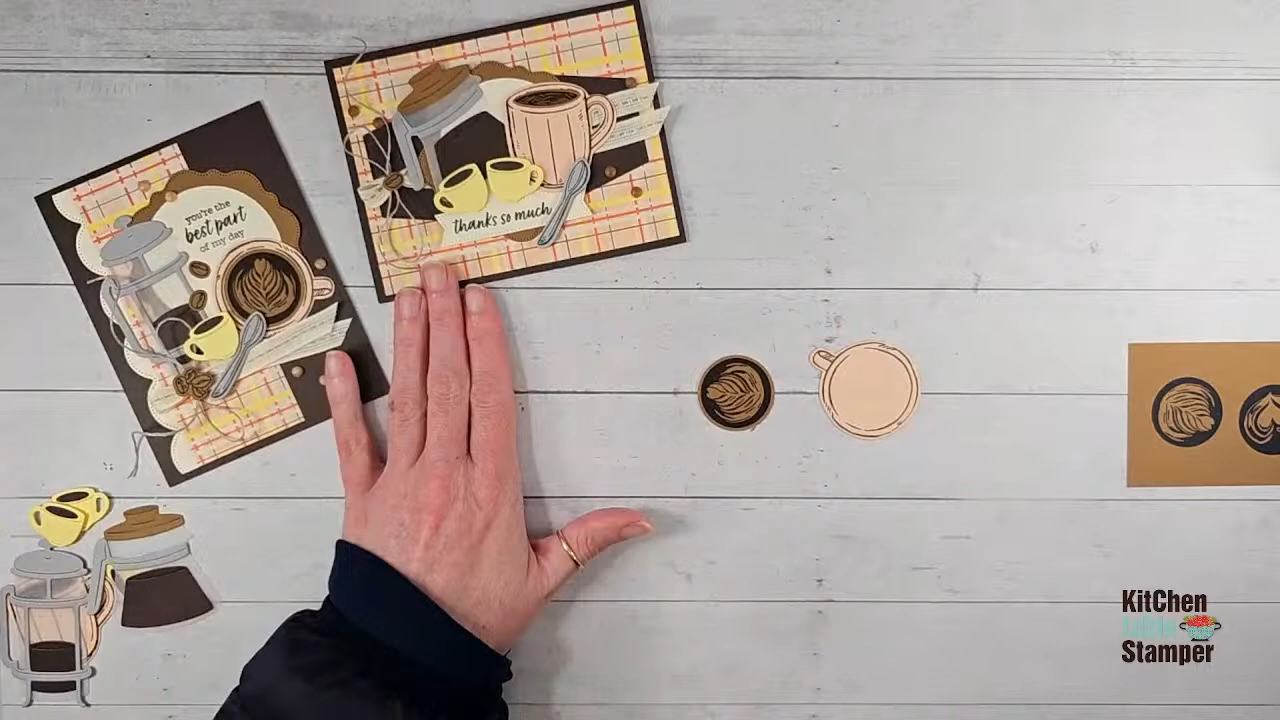 you're the
best part
of my day
thanks so much
KitChen
table
Stamper